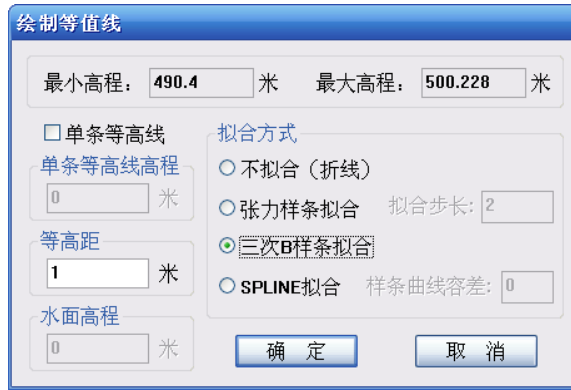 绘制等值线
最小高程： 490.4 米 最大高程： 500.228 米
单条等高线
单条等高线高程
0 米
等高距
1 米
水面高程
0 米
拟合方式
不拟合（折线）
张力样条拟合 拟合步长: 2
三次B样条拟合
SPLINE拟合 样条曲线容差: 0
确 定 取 消